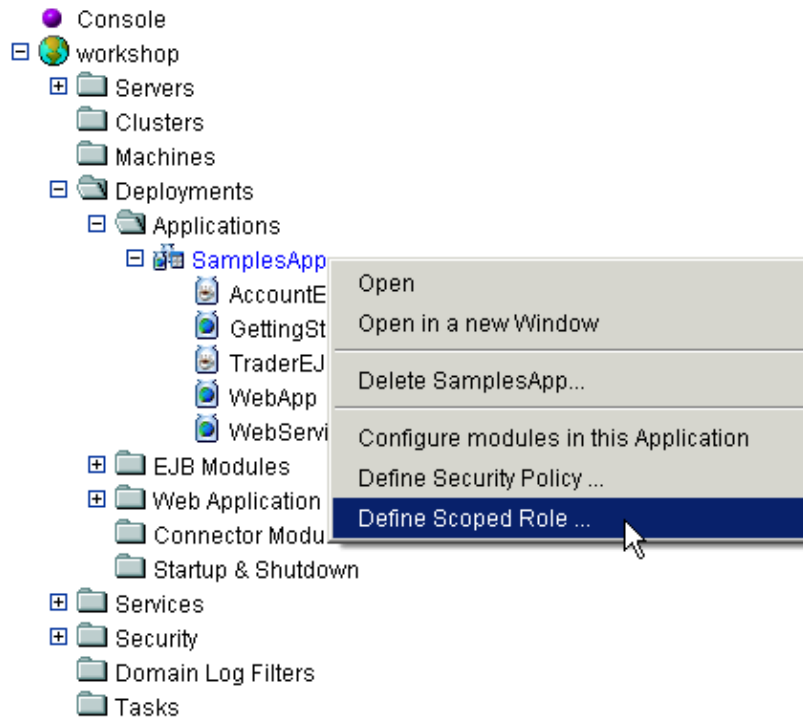 Console
workshop
Servers
Clusters
Machines
Deployments
Applications
SamplesApp
AccountE
GettingSt
TraderEJ
WebApp
WebServi
EJB Modules
Web Application
Connector Modu
Startup & Shutdown
Services
Security
Domain Log Filters
Tasks
Open
Open in a new Window
Delete SamplesApp...
Configure modules in this Application
Define Security Policy ...
Define Scoped Role ...